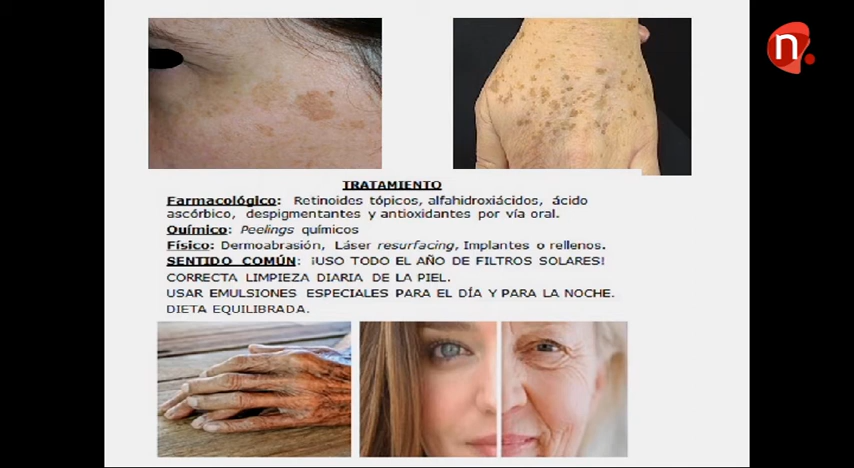 n.
TRATAMIENTO
Farmacológico: Retinoides tópicos, alfahidroxiácidos, ácido
ascórbico, despigmentantes y antioxidantes por vía oral.
Químico: Peelings químicos
Físico: Dermoabrasión, Láser resurfacing, Implantes o rellenos.
SENTIDO COMÚN: ¡USO TODO EL AÑO DE FILTROS SOLARES!
CORRECTA LIMPIEZA DIARIA DE LA PIEL.
USAR EMULSIONES ESPECIALES PARA EL DÍA Y PARA LA NOCHE.
DIETA EQUILIBRADA.